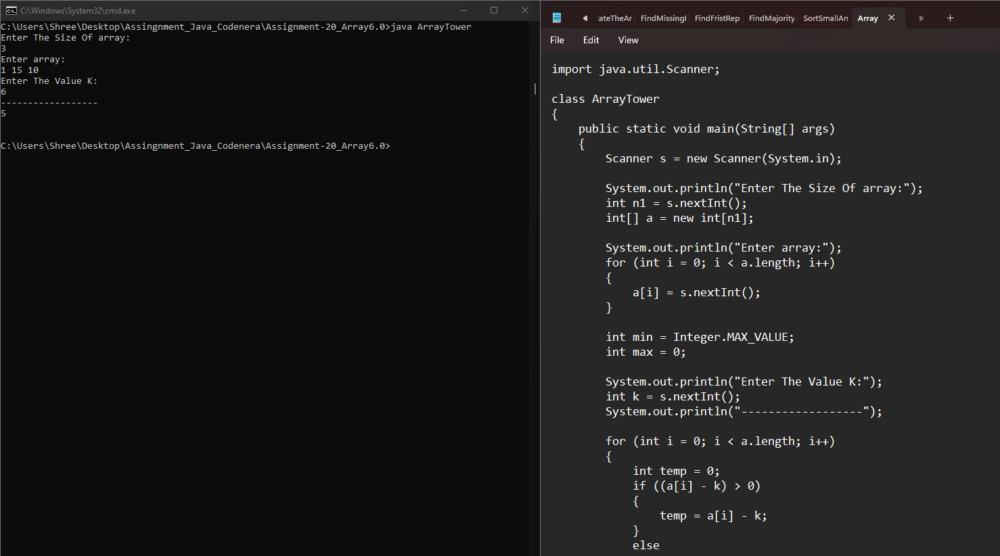 C:\Windows\System32\cmd.exe
C:\Users\Shree\Desktop\Assingnment_Java_Codenera\Assignment-20_Array6.0>java ArrayTower
Enter The Size Of array:
3
Enter array:
1 15 10
Enter The Value K:
6
------------------
5
C:\Users\Shree\Desktop\Assingnment_Java_Codenera\Assignment-20_Array6.0>
ateTheAr FindMissingI FindFristRep FindMajority SortSmallAn Array
File Edit View
import java.util.Scanner;
class ArrayTower
{
public static void main(String[] args)
{
Scanner s = new Scanner(System.in);
System.out.println("Enter The Size Of array:");
int n1 = s.nextInt();
int[] a = new int[n1];
System.out.println("Enter array:");
for (int i = 0; i < a.length; i++)
{
a[i] = s.nextInt();
}
int min = Integer.MAX_VALUE;
int max = 0;
System.out.println("Enter The Value K:");
int k = s.nextInt();
System.out.println("------------------");
for (int i = 0; i < a.length; i++)
{
int temp = 0;
if ((a[i] - k) > 0)
{
temp = a[i] - k;
}
else